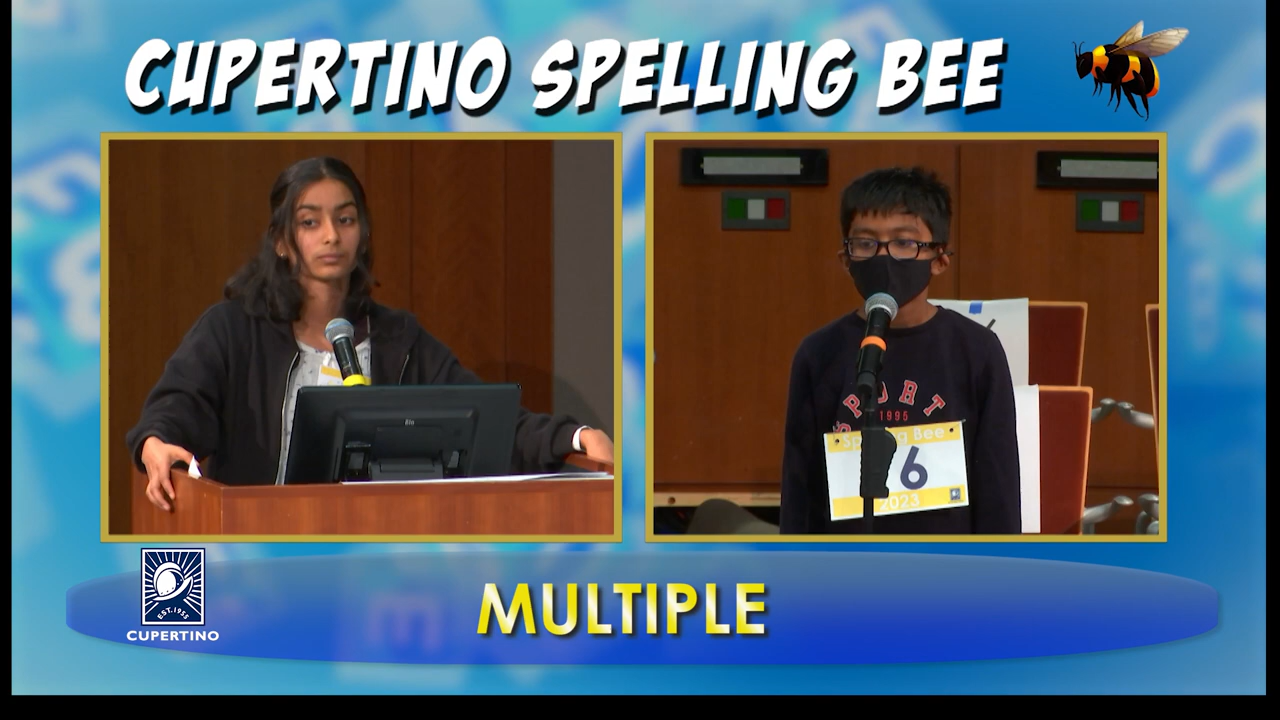 CUPERTINO SPELLING BEE
SPORT
1995
Spelling Bee
6
2023
EST. 1955
CUPERTINO
MULTIPLE